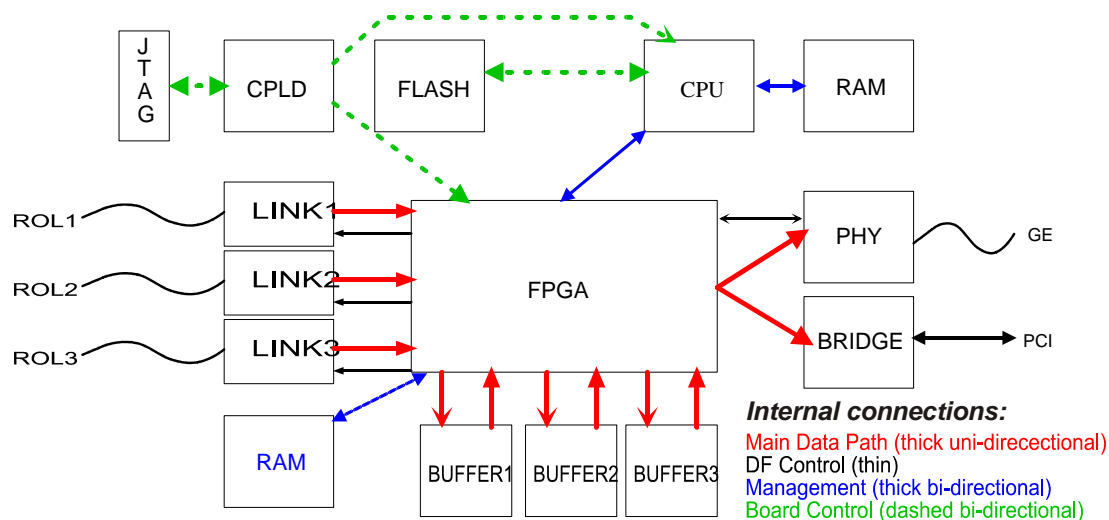 J
T
A
G
CPLD
FLASH
CPU
RAM
ROL1
LINK1
ROL2
LINK2
ROL3
LINK3
FPGA
PHY
GE
BRIDGE
PCI
RAM
BUFFER1
BUFFER2
BUFFER3
Internal connections:
Main Data Path (thick uni-direcectional)
DF Control (thin)
Management (thick bi-directional)
Board Control (dashed bi-directional)